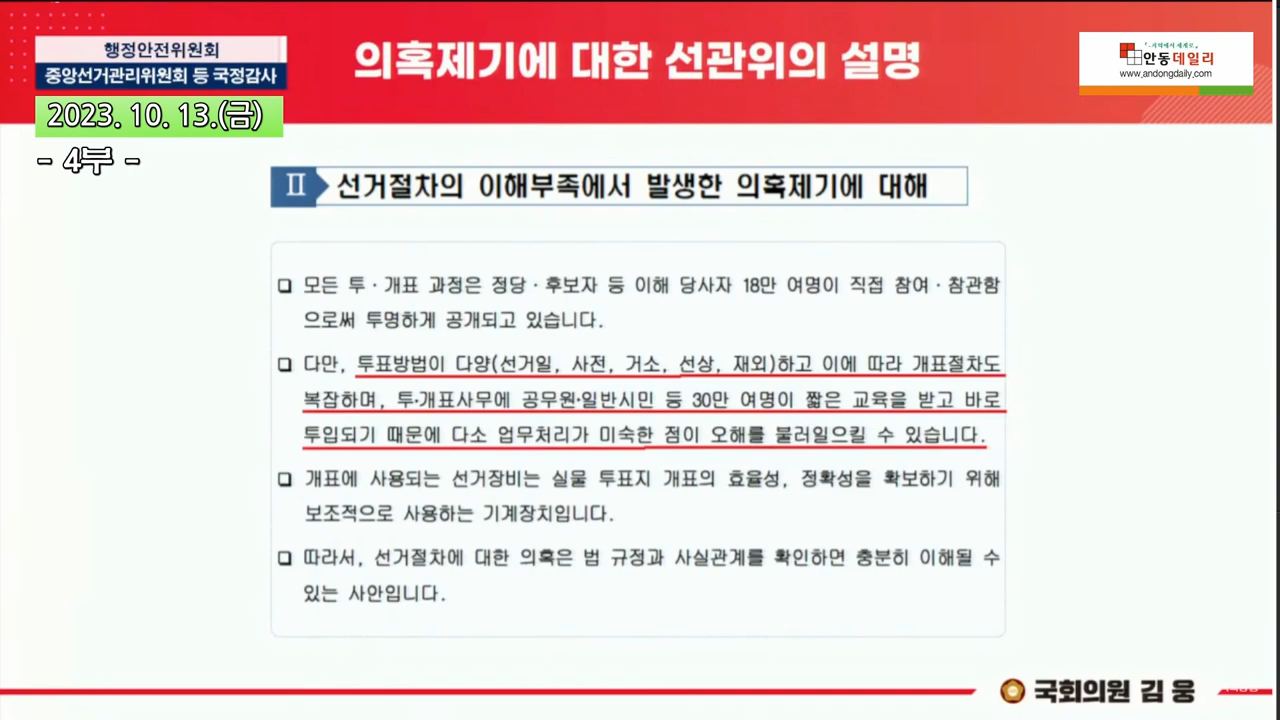 행정안전위원회
중앙선거관리위원회 등 국정감사
2023. 10. 13.(금)
- 4부 -
의혹제기에 대한 선관위의 설명
안동데일리
www.andongdaily.com
Ⅱ 선거절차의 이해부족에서 발생한 의혹제기에 대해
❑ 모든 투·개표 과정은 정당·후보자 등 이해 당사자 18만 여명이 직접 참여·참관함
으로써 투명하게 공개되고 있습니다.
❑ 다만, 투표방법이 다양(선거일, 사전, 거소, 선상, 재외)하고 이에 따라 개표절차도
복잡하며, 투·개표사무에 공무원·일반시민 등 30만 여명이 짧은 교육을 받고 바로
투입되기 때문에 다소 업무처리가 미숙한 점이 오해를 불러일으킬 수 있습니다.
❑ 개표에 사용되는 선거장비는 실물 투표지 개표의 효율성, 정확성을 확보하기 위해
보조적으로 사용하는 기계장치입니다.
❑ 따라서, 선거절차에 대한 의혹은 법 규정과 사실관계를 확인하면 충분히 이해될 수
있는 사안입니다.
국회의원 김 웅